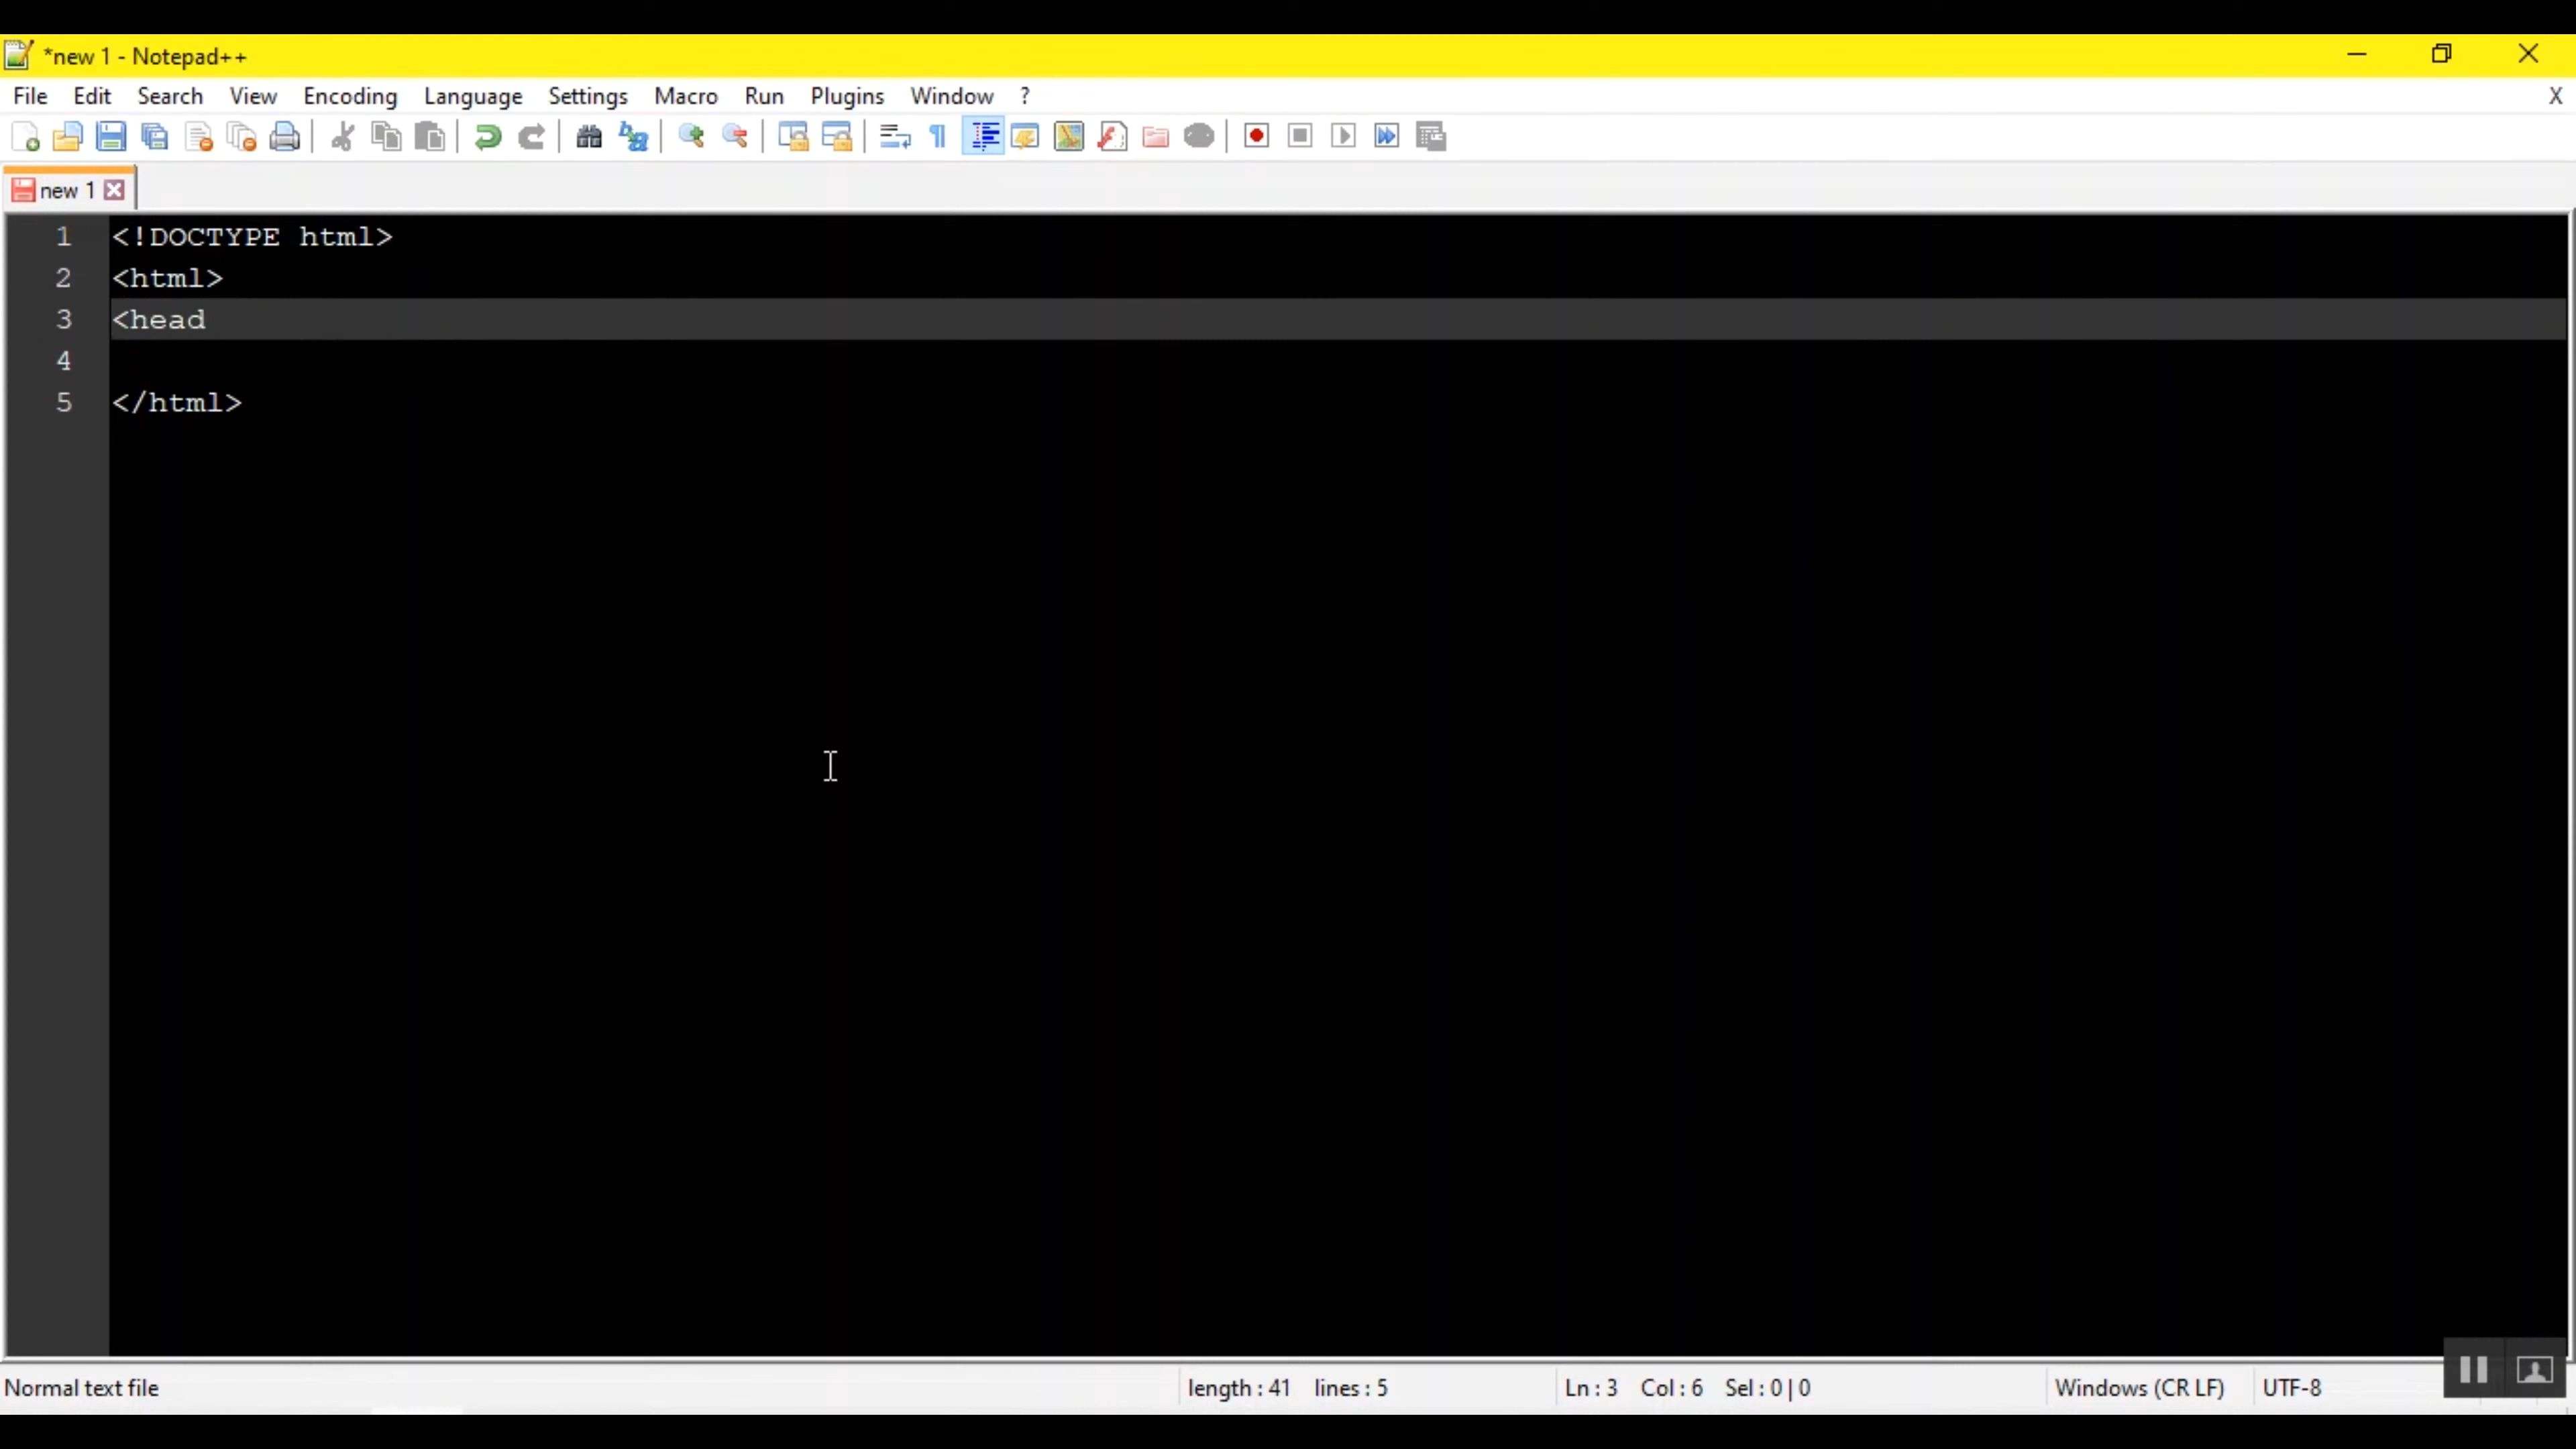 *new 1 - Notepad++
File Edit Search View Encoding Language Settings Macro Run Plugins Window ? X
new 1
1 <!DOCTYPE html>
2 <html>
3 <head
4
5 </html>
Normal text file length : 41 lines : 5 Ln : 3 Col : 6 Sel : 0 | 0 Windows (CR LF) UTF-8